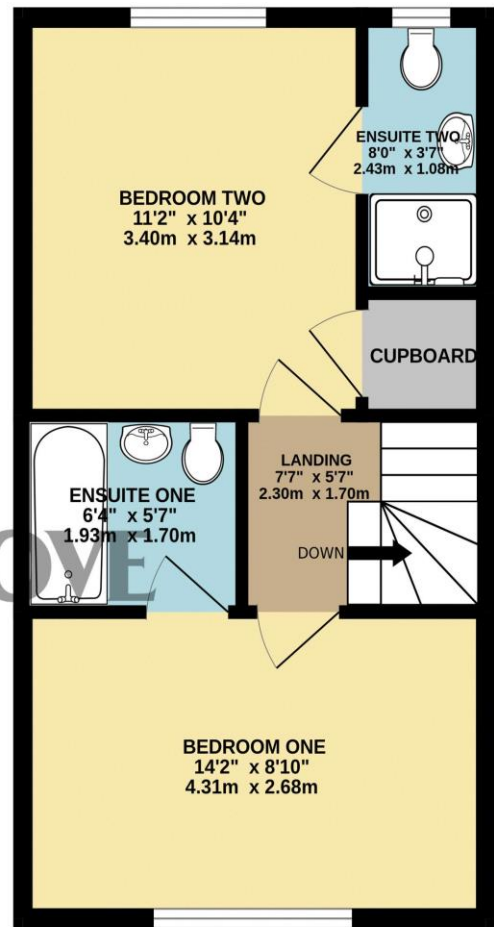 ENSUITE TWO
8'0" x 3'7"
2.43m x 1.08m
BEDROOM TWO
11'2" x 10'4"
3.40m x 3.14m
CUPBOARD
LANDING
7'7" x 5'7"
2.30m x 1.70m
ENSUITE ONE
6'4" x 5'7"
1.93m x 1.70m
DOWN
OVE
BEDROOM ONE
14'2" x 8'10"
4.31m x 2.68m